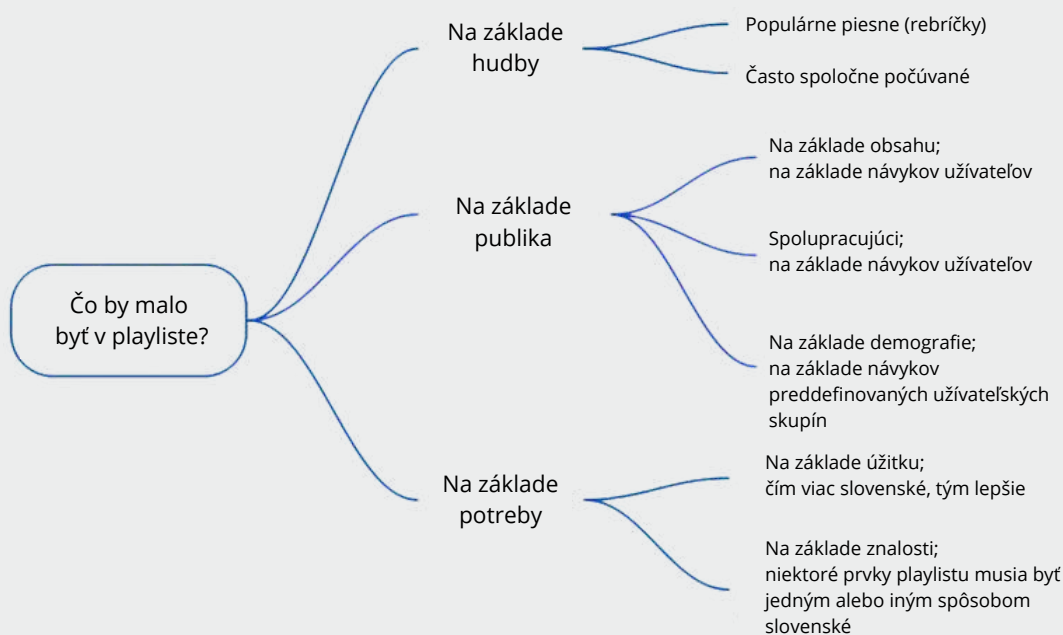 Čo by malo
byť v playliste?
Na základe
hudby
Populárne piesne (rebríčky)
Často spoločne počúvané
Na základe
publika
Na základe obsahu;
na základe návykov užívateľov
Spolupracujúci;
na základe návykov užívateľov
Na základe demografie;
na základe návykov
preddefinovaných užívateľských
skupín
Na základe
potreby
Na základe úžitku;
čím viac slovenské, tým lepšie
Na základe znalosti;
niektoré prvky playlistu musia byť
jedným alebo iným spôsobom
slovenské